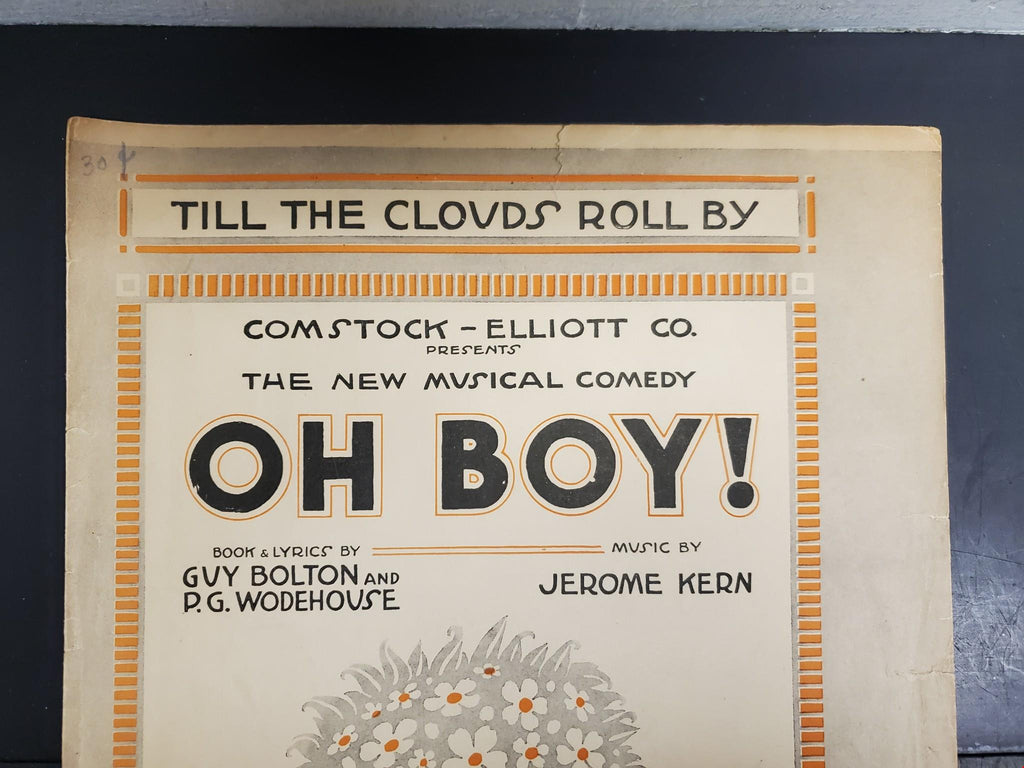 30¢
TILL THE CLOUDS ROLL BY
COMSTOCK - ELLIOTT CO.
PRESENTS
THE NEW MUSICAL COMEDY
OH BOY!
BOOK & LYRICS BY
GUY BOLTON AND
P.G. WODEHOUSE
MUSIC BY
JEROME KERN